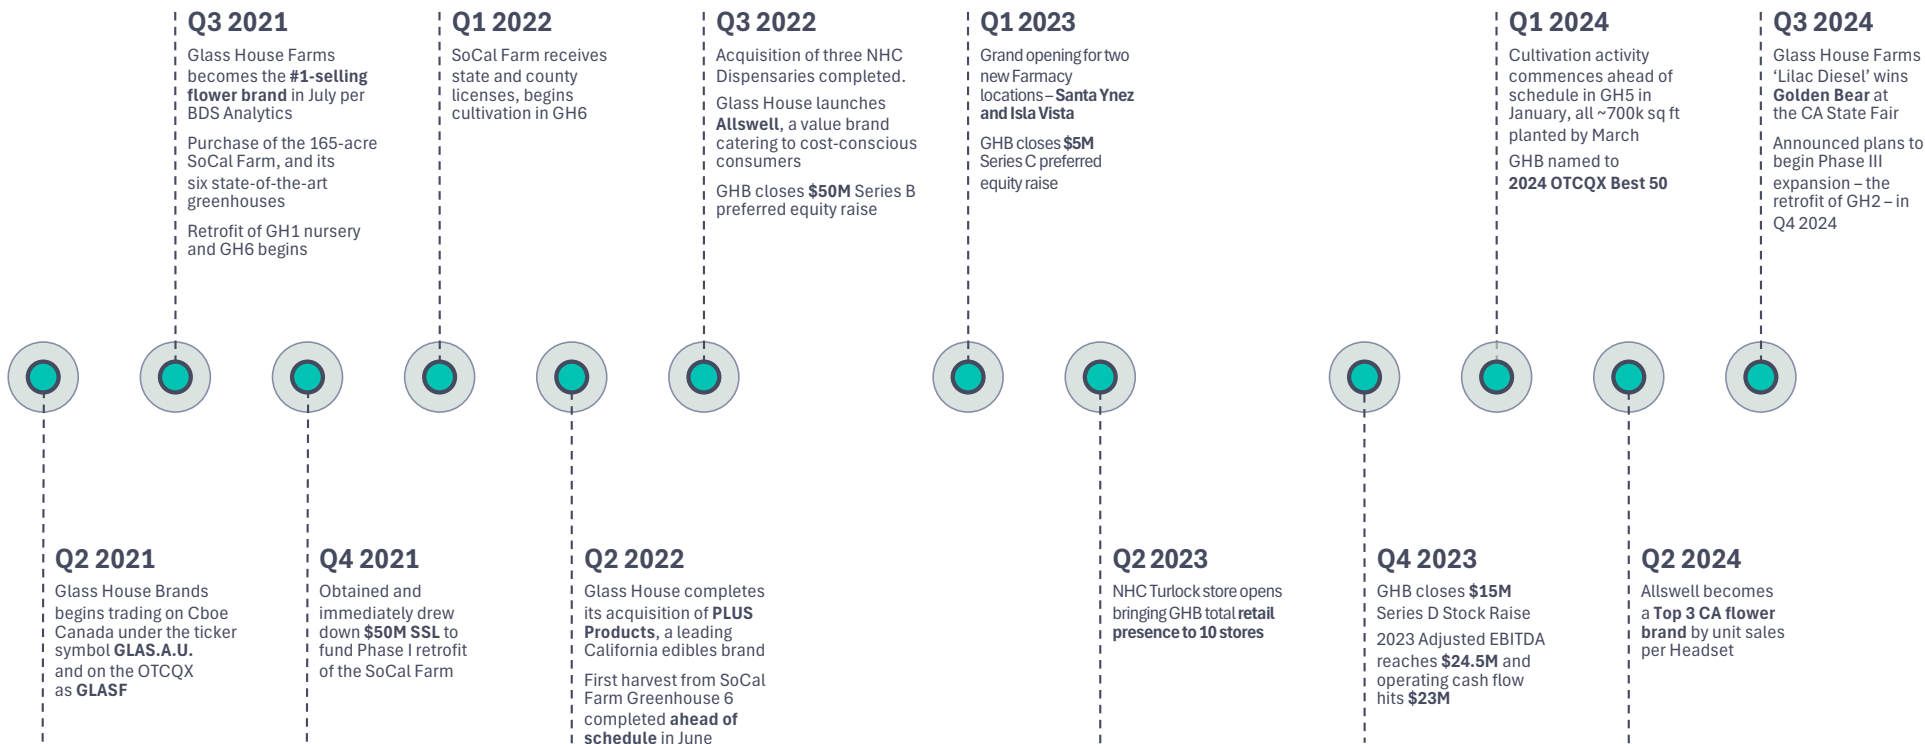 Q3 2021
Glass House Farms
becomes the #1-selling
flower brand in July per
BDS Analytics
Purchase of the 165-acre
SoCal Farm, and its
six state-of-the-art
greenhouses
Retrofit of GH1 nursery
and GH6 begins
Q1 2022
SoCal Farm receives
state and county
licenses, begins
cultivation in GH6
Q3 2022
Acquisition of three NHC
Dispensaries completed.
Glass House launches
Allswell, a value brand
catering to cost-conscious
consumers
GHB closes $50M Series B
preferred equity raise
Q1 2023
Grand opening for two
new Farmacy
locations – Santa Ynez
and Isla Vista
GHB closes $5M
Series C preferred
equity raise
Q1 2024
Cultivation activity
commences ahead of
schedule in GH5 in
January, all ~700k sq ft
planted by March
GHB named to
2024 OTCQX Best 50
Q3 2024
Glass House Farms
‘Lilac Diesel’ wins
Golden Bear at
the CA State Fair
Announced plans to
begin Phase III
expansion – the
retrofit of GH2 – in
Q4 2024
Q2 2021
Glass House Brands
begins trading on Cboe
Canada under the ticker
symbol GLAS.A.U.
and on the OTCQX
as GLASF
Q4 2021
Obtained and
immediately drew
down $50M SSL to
fund Phase I retrofit
of the SoCal Farm
Q2 2022
Glass House completes
its acquisition of PLUS
Products, a leading
California edibles brand
First harvest from SoCal
Farm Greenhouse 6
completed ahead of
schedule in June
Q2 2023
NHC Turlock store opens
bringing GHB total retail
presence to 10 stores
Q4 2023
GHB closes $15M
Series D Stock Raise
2023 Adjusted EBITDA
reaches $24.5M and
operating cash flow
hits $23M
Q2 2024
Allswell becomes
a Top 3 CA flower
brand by unit sales
per Headset